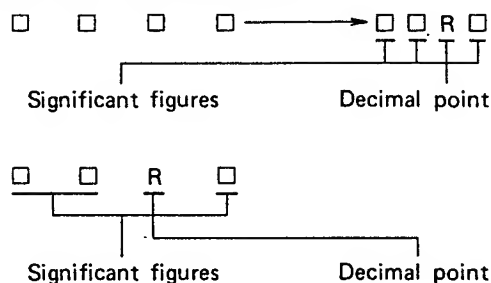 □ □ □ □ → □ □ R □
Significant figures Decimal point
□ □ R □
Significant figures Decimal point